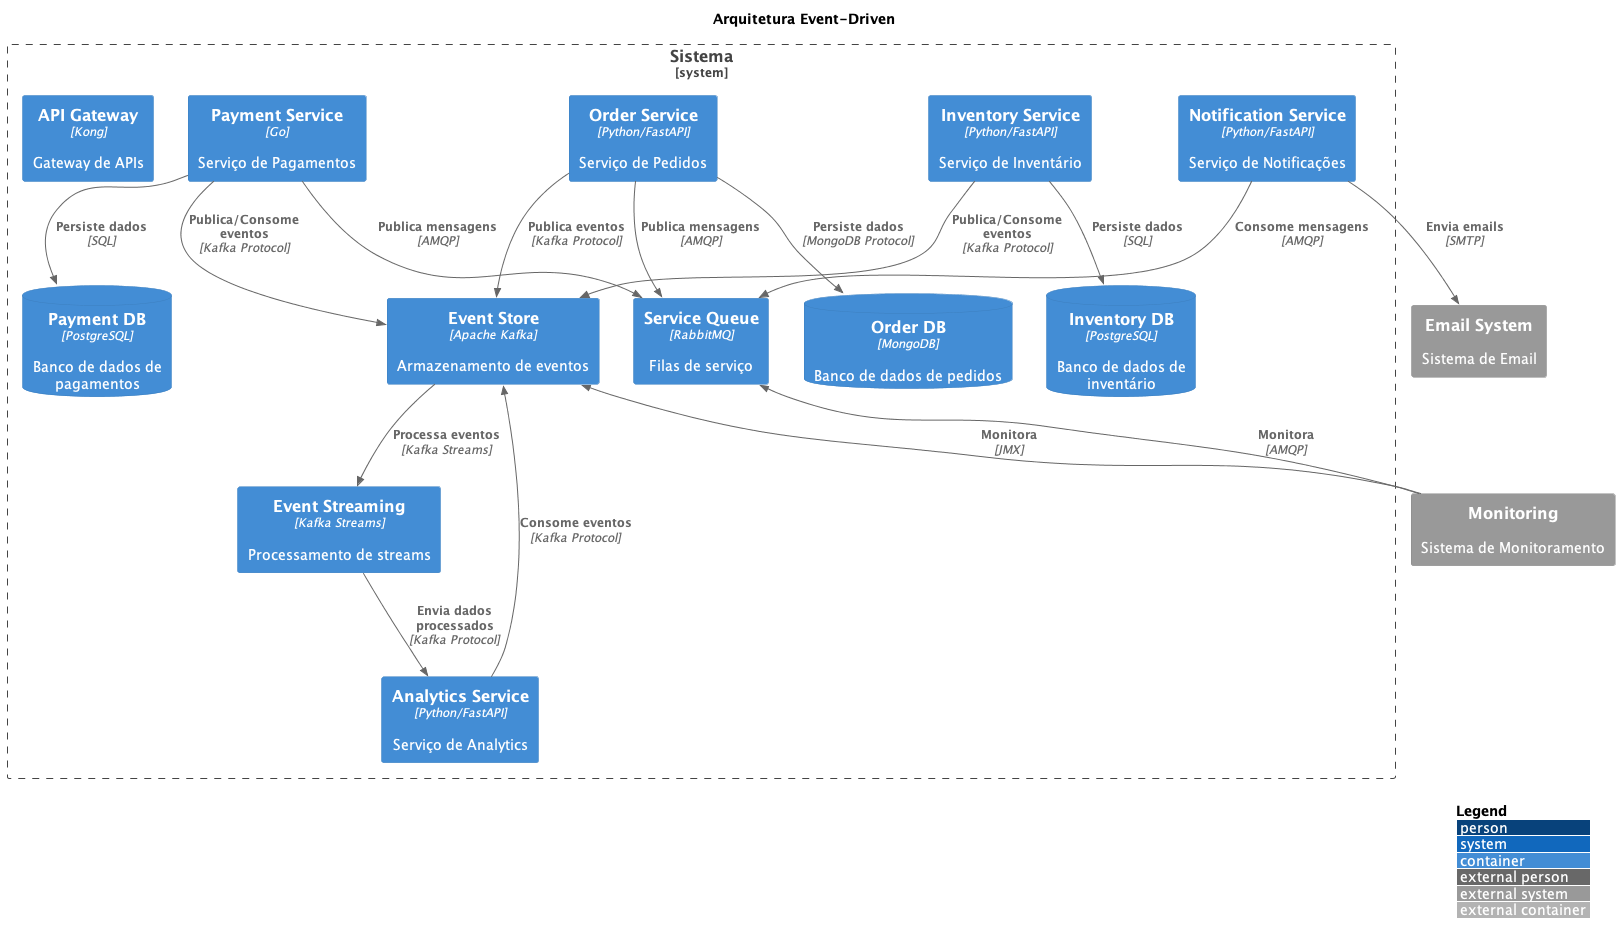 Arquitetura Event-Driven
Sistema
[system]
API Gateway
[Kong]
Gateway de APIs
Payment Service
[Go]
Serviço de Pagamentos
Order Service
[Python/FastAPI]
Serviço de Pedidos
Inventory Service
[Python/FastAPI]
Serviço de Inventário
Notification Service
[Python/FastAPI]
Serviço de Notificações
Persiste dados
[SQL]
Publica/Consome
eventos
[Kafka Protocol]
Publica mensagens
[AMQP]
Publica eventos
[Kafka Protocol]
Publica mensagens
[AMQP]
Persiste dados
[MongoDB Protocol]
Publica/Consome
eventos
[Kafka Protocol]
Persiste dados
[SQL]
Consome mensagens
[AMQP]
Envia emails
[SMTP]
Payment DB
[PostgreSQL]
Banco de dados de
pagamentos
Event Store
[Apache Kafka]
Armazenamento de eventos
Service Queue
[RabbitMQ]
Filas de serviço
Order DB
[MongoDB]
Banco de dados de pedidos
Inventory DB
[PostgreSQL]
Banco de dados de
inventário
Email System
Sistema de Email
Processa eventos
[Kafka Streams]
Monitora
[JMX]
Monitora
[AMQP]
Event Streaming
[Kafka Streams]
Processamento de streams
Consome eventos
[Kafka Protocol]
Monitoring
Sistema de Monitoramento
Envia dados
processados
[Kafka Protocol]
Analytics Service
[Python/FastAPI]
Serviço de Analytics
Legend
person
system
container
external person
external system
external container